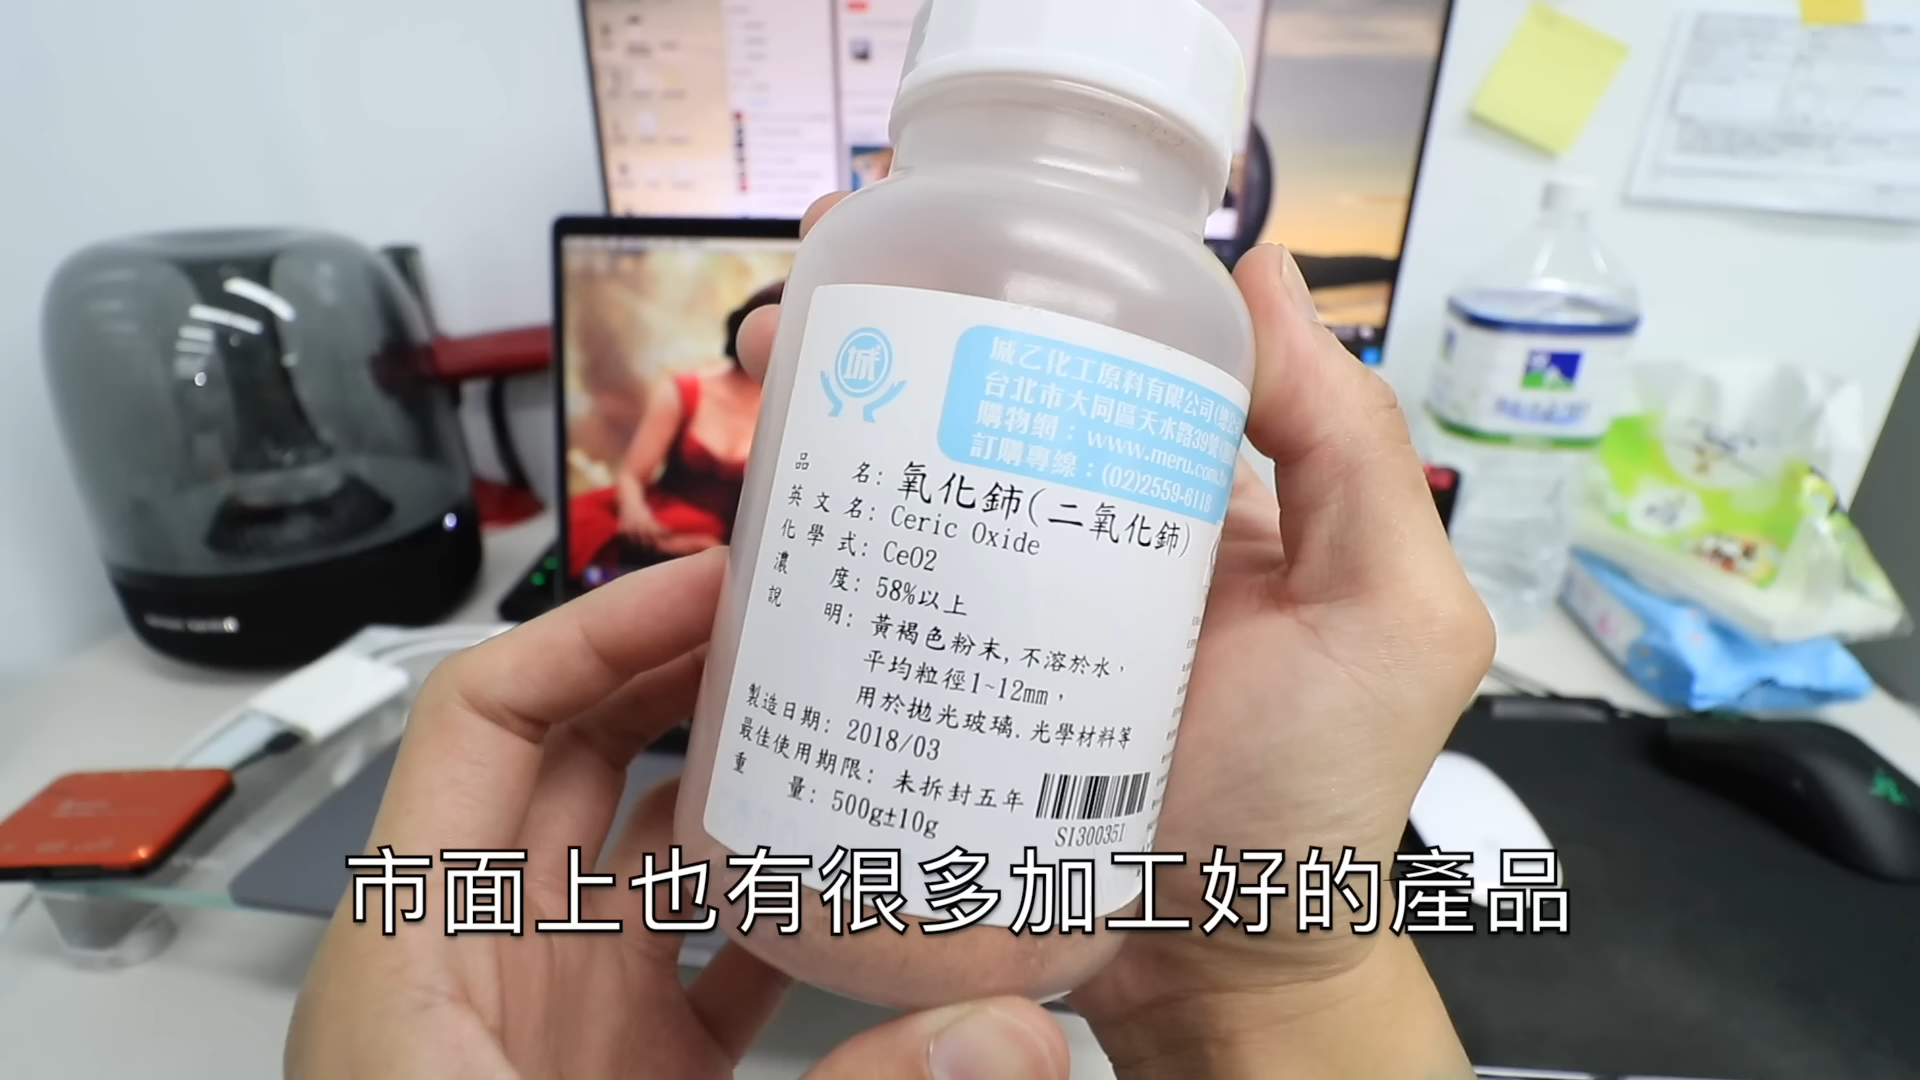 城
城乙化工原料有限公司
台北市大同區天水路39號
購物網：www.meru.com.tw
訂購專線：(02)2559-6118
品名：氧化鈰(二氧化鈰)
英文名：Ceric Oxide
化學式：CeO2
濃度：58%以上
說明：黃褐色粉末,不溶於水，
平均粒徑1~12mm，
用於拋光玻璃.光學材料等
製造日期：2018/03
最佳使用期限：未拆封五年
重量：500g±10g
SI300351
市面上也有很多加工好的產品